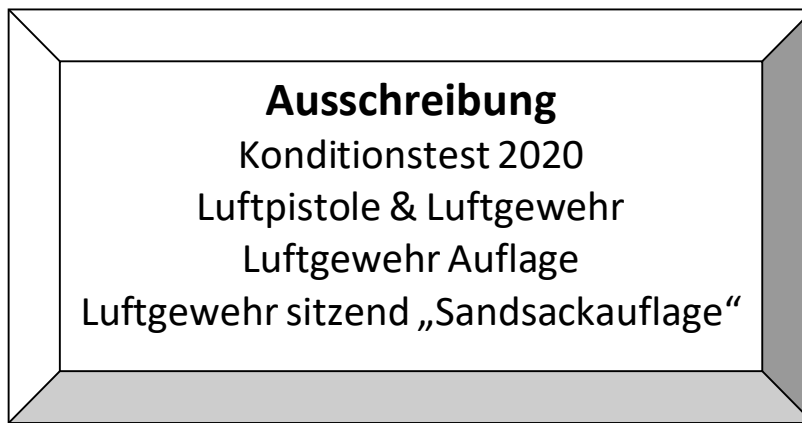 Ausschreibung
Konditionstest 2020
Luftpistole & Luftgewehr
Luftgewehr Auflage
Luftgewehr sitzend „Sandsackauflage“